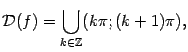 𝒟(f) = ⋃_{k∈ℤ} (kπ; (k + 1)π),